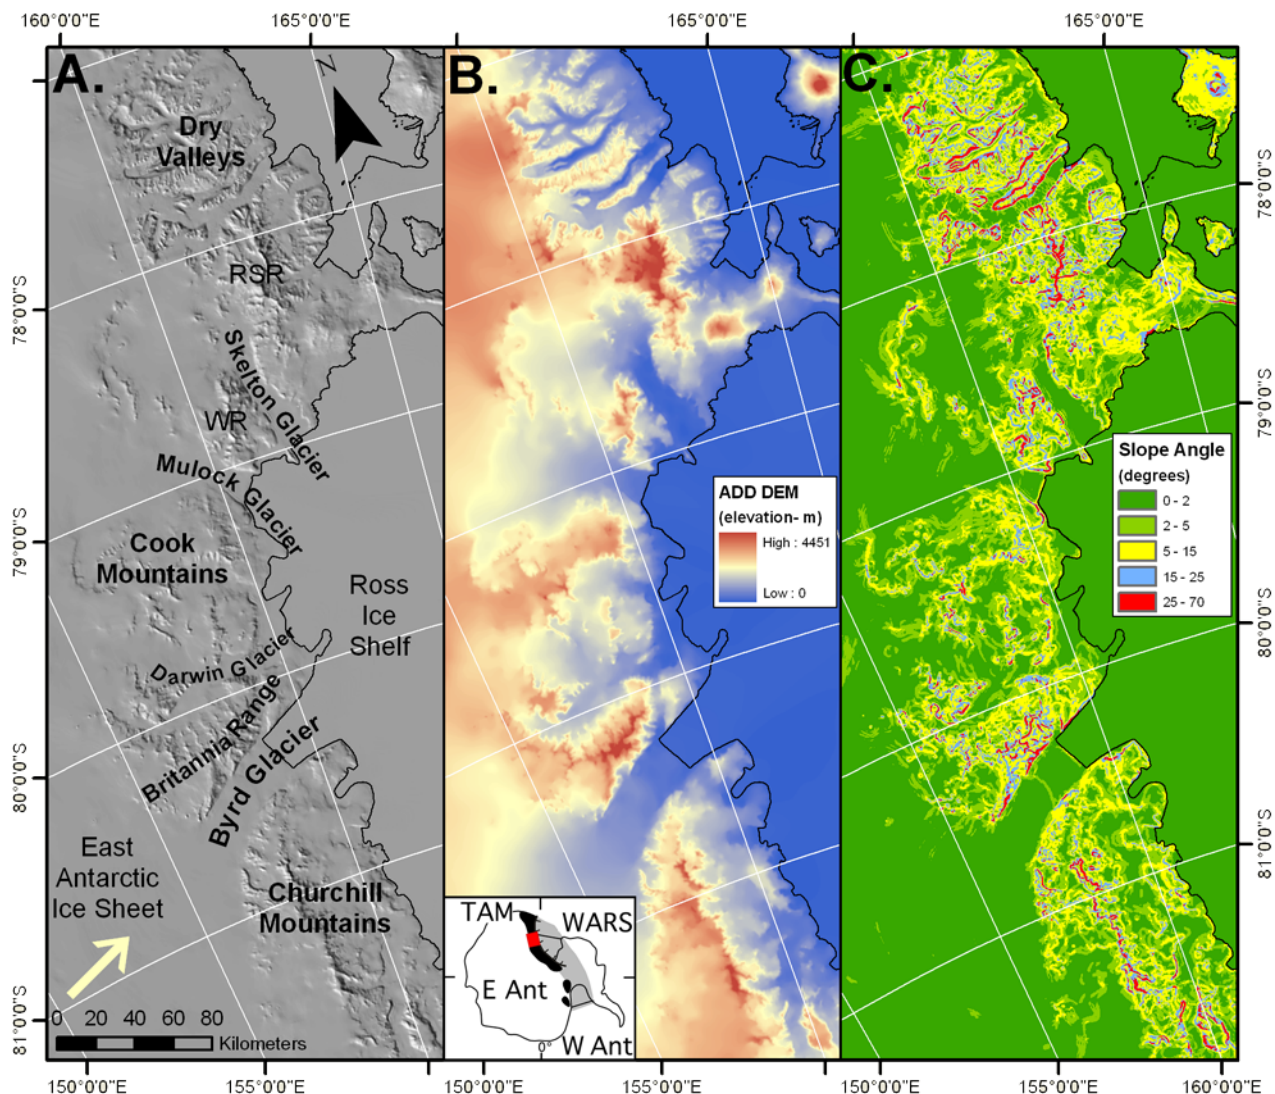 160°0'0"E
165°0'0"E
165°0'0"E
165°0'0"E
A.
N
B.
C.
Dry
Valleys
RSR
Skelton Glacier
WR
Mulock Glacier
Cook
Mountains
Ross
Ice
Shelf
Darwin Glacier
Britannia Range
Byrd Glacier
East
Antarctic
Ice Sheet
Churchill
Mountains
0 20 40 60 80
Kilometers
78°0'0"S
79°0'0"S
80°0'0"S
81°0'0"S
ADD DEM
(elevation- m)
High : 4451
Low : 0
TAM
WARS
E Ant
0°
W Ant
Slope Angle
(degrees)
0 - 2
2 - 5
5 - 15
15 - 25
25 - 70
78°0'0"S
79°0'0"S
80°0'0"S
81°0'0"S
150°0'0"E
155°0'0"E
150°0'0"E
155°0'0"E
150°0'0"E
155°0'0"E
160°0'0"E